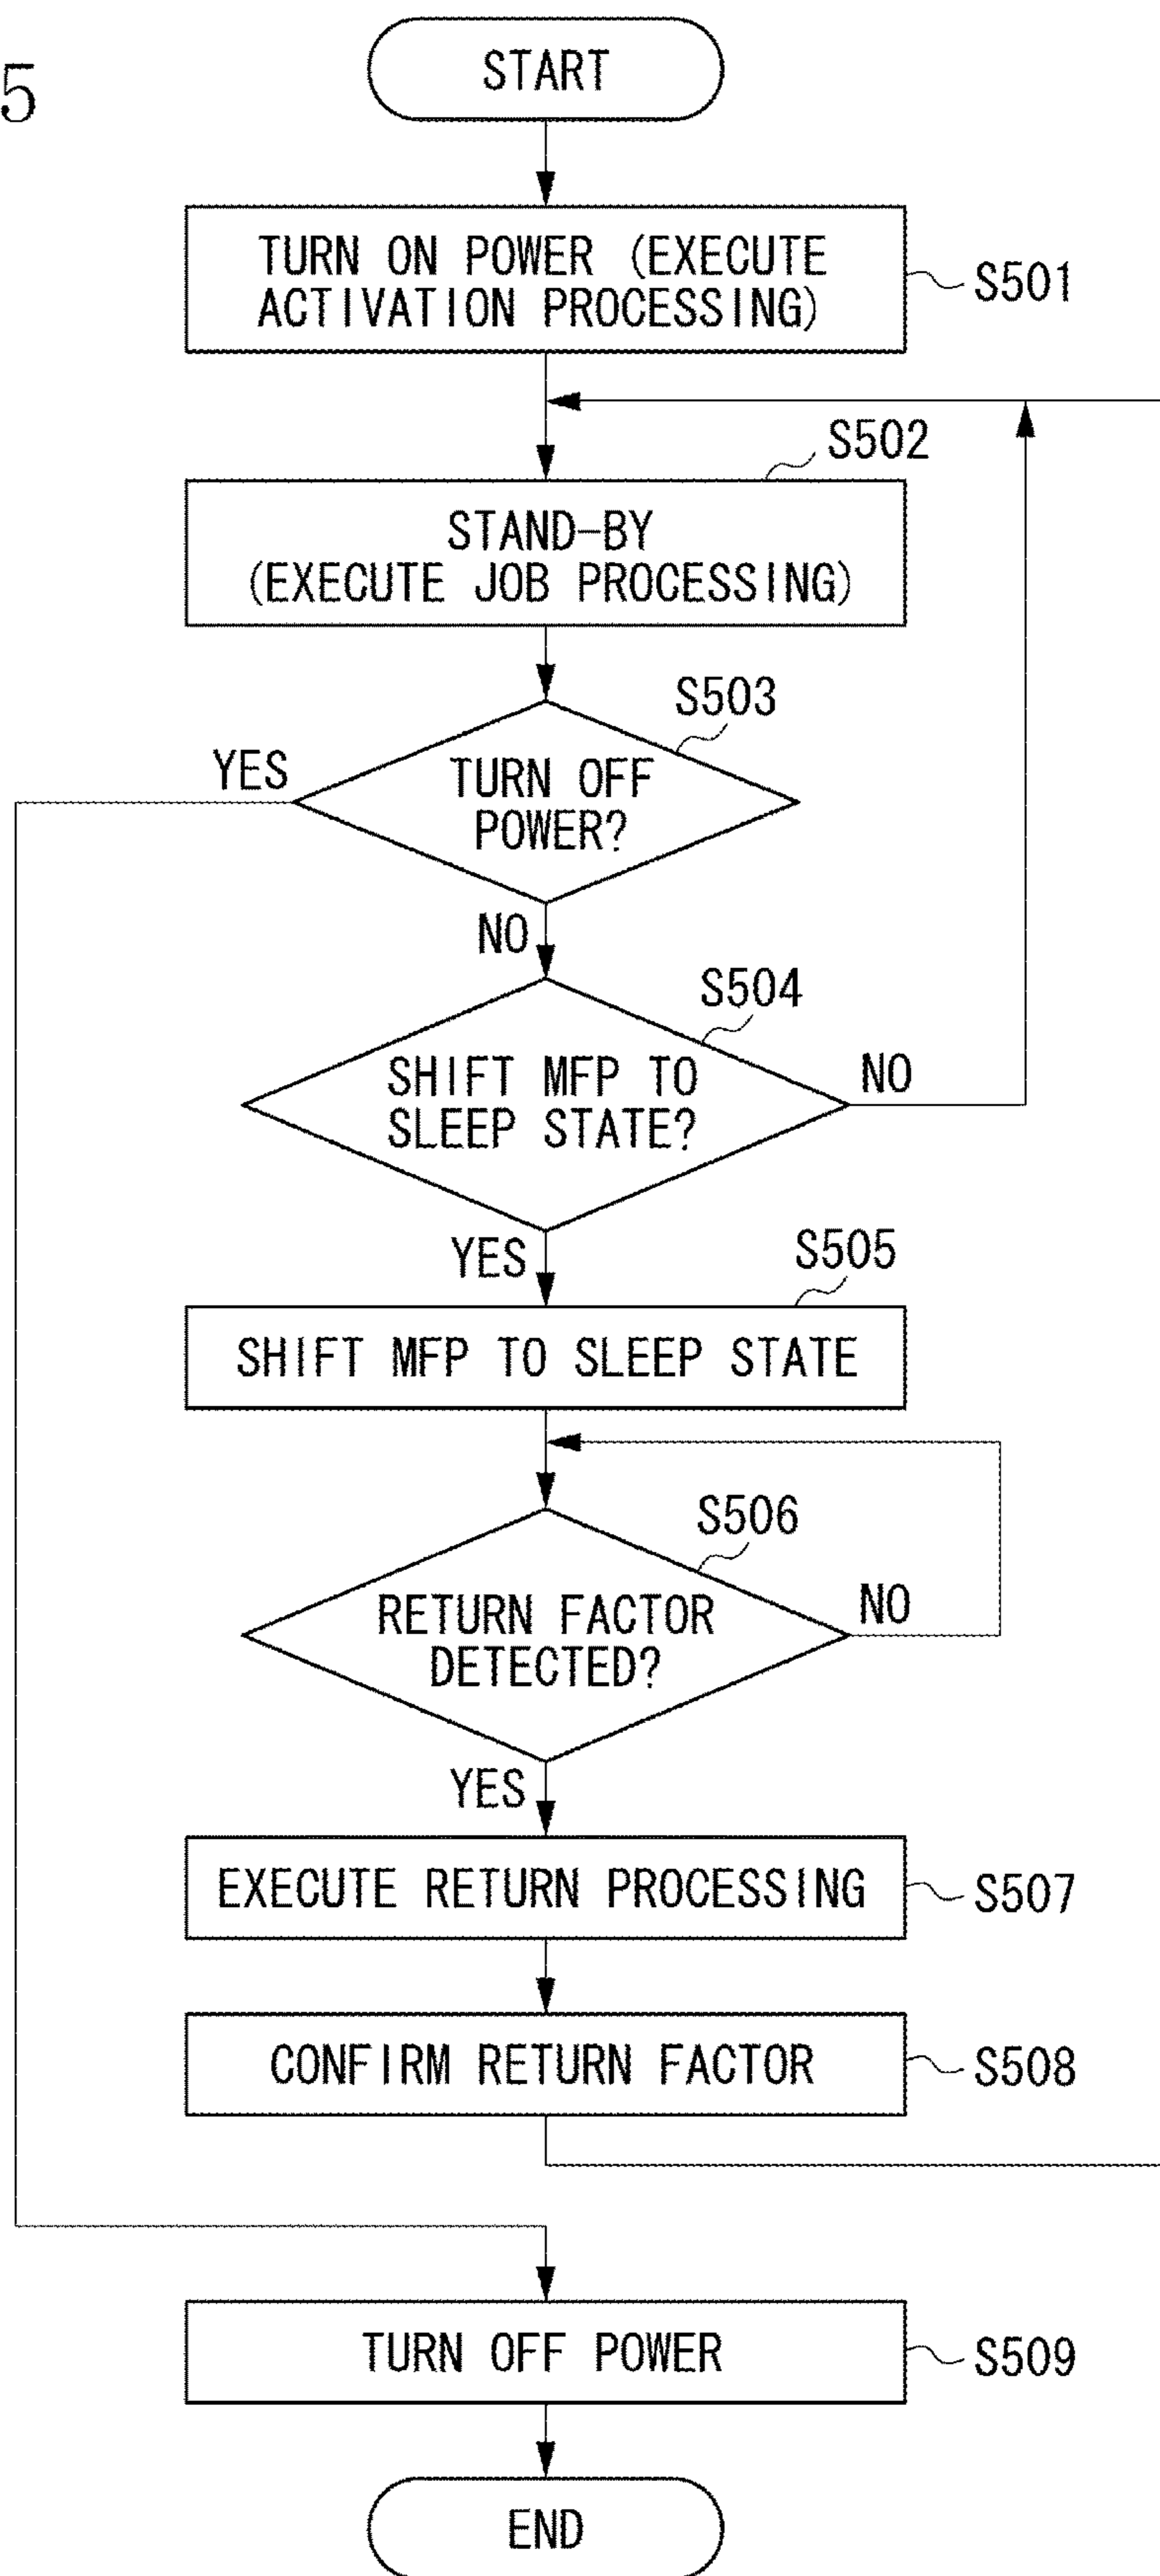 5
START
TURN ON POWER (EXECUTE
ACTIVATION PROCESSING)
S501
S502
STAND-BY
(EXECUTE JOB PROCESSING)
S503
YES
TURN OFF
POWER?
NO
S504
SHIFT MFP TO
SLEEP STATE?
NO
YES
S505
SHIFT MFP TO SLEEP STATE
S506
RETURN FACTOR
DETECTED?
NO
YES
EXECUTE RETURN PROCESSING
S507
CONFIRM RETURN FACTOR
S508
TURN OFF POWER
S509
END